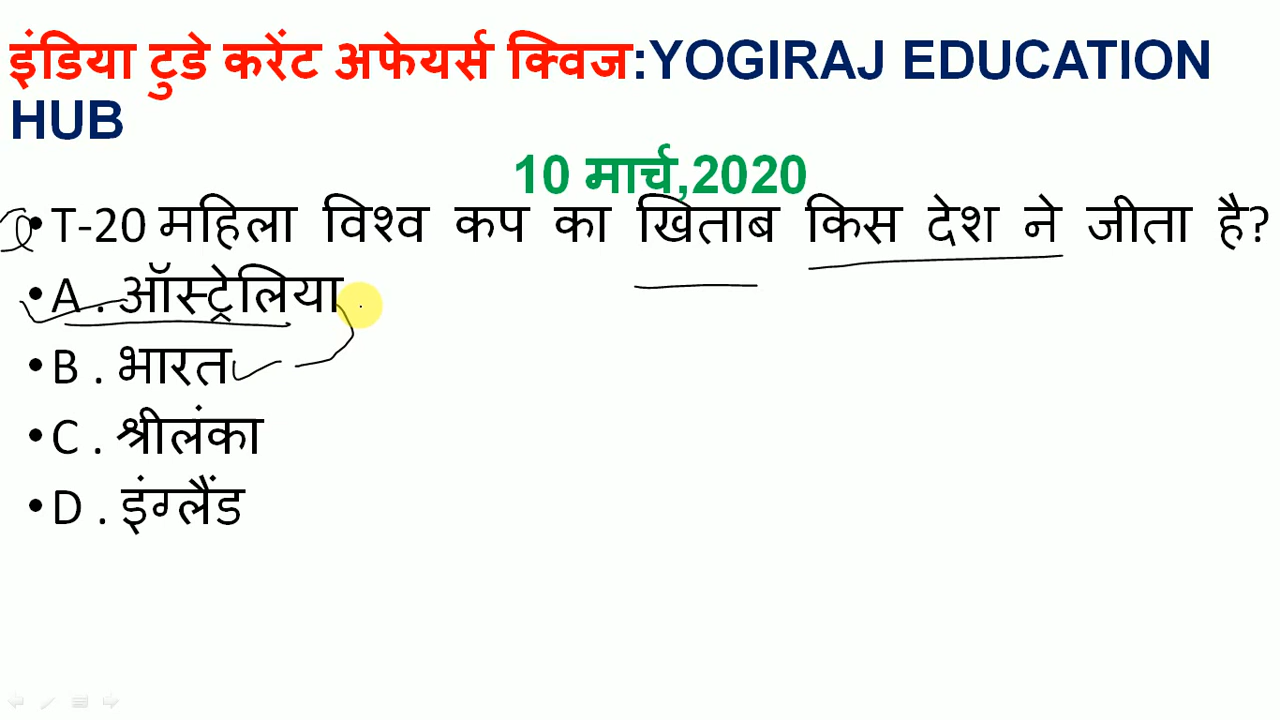 इंडिया टुडे करेंट अफेयर्स क्विज:YOGIRAJ EDUCATION
HUB
10 मार्च,2020
•T-20 महिला विश्व कप का खिताब किस देश ने जीता है?
•A . ऑस्ट्रेलिया
•B . भारत
•C . श्रीलंका
•D . इंग्लैंड